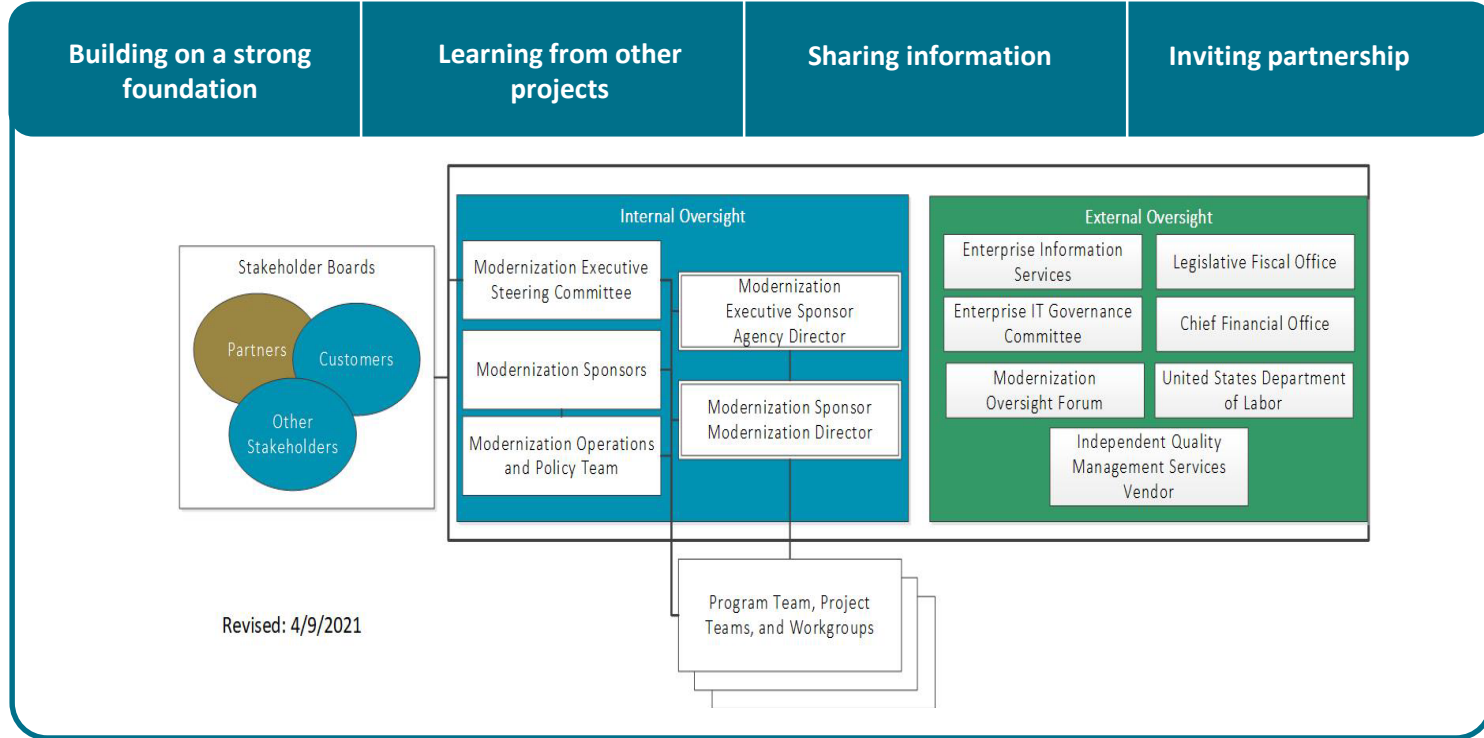 Building on a strong
foundation
Learning from other
projects
Sharing information
Inviting partnership
Stakeholder Boards
Partners
Customers
Other
Stakeholders
Internal Oversight
Modernization Executive
Steering Committee
Modernization Sponsors
Modernization Operations
and Policy Team
Modernization
Executive Sponsor
Agency Director
Modernization Sponsor
Modernization Director
External Oversight
Enterprise Information
Services
Legislative Fiscal Office
Enterprise IT Governance
Committee
Chief Financial Office
Modernization
Oversight Forum
United States Department
of Labor
Independent Quality
Management Services
Vendor
Program Team, Project
Teams, and Workgroups
Revised: 4/9/2021